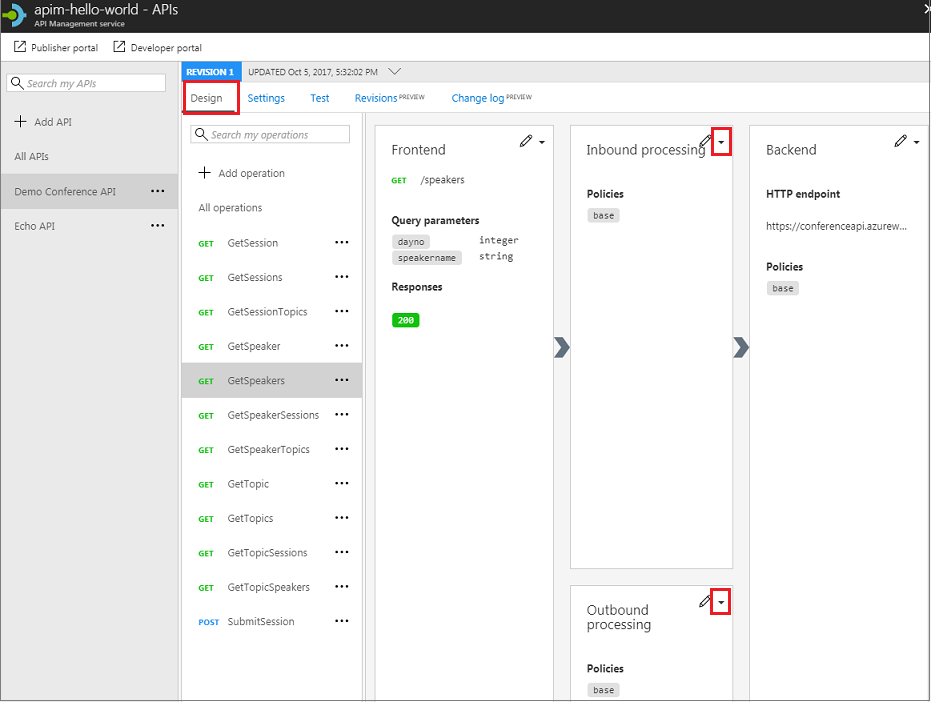 apim-hello-world - APIs
API Management service
Publisher portal
Developer portal
Search my APIs
Add API
All APIs
Demo Conference API
Echo API
REVISION 1
UPDATED Oct 5, 2017, 5:32:02 PM
Design
Settings
Test
Revisions PREVIEW
Change log PREVIEW
Search my operations
Add operation
All operations
GET GetSession
GET GetSessions
GET GetSessionTopics
GET GetSpeaker
GET GetSpeakers
GET GetSpeakerSessions
GET GetSpeakerTopics
GET GetTopic
GET GetTopics
GET GetTopicSessions
GET GetTopicSpeakers
POST SubmitSession
Frontend
GET /speakers
Query parameters
dayno integer
speakername string
Responses
200
Inbound processing
Policies
base
Outbound
processing
Policies
base
Backend
HTTP endpoint
https://conferenceapi.azurew...
Policies
base